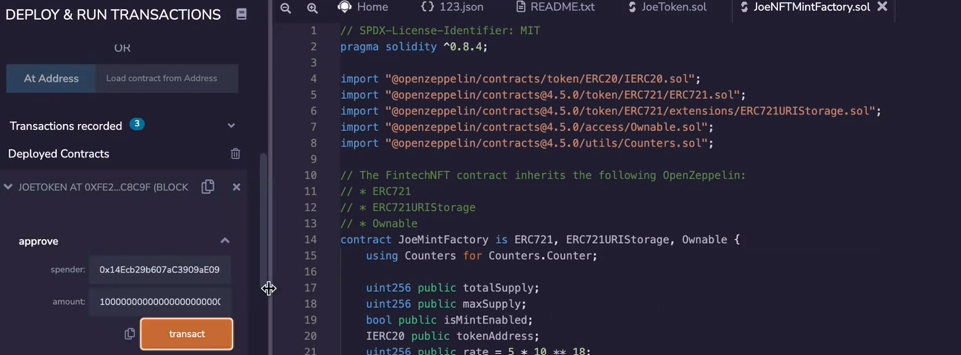 DEPLOY & RUN TRANSACTIONS
OR
At Address
Load contract from Address
Transactions recorded 3
Deployed Contracts
JOETOKEN AT 0XFE2...C8C9F (BLOCK
approve
spender: 0x14Ecb29b607aC3909aE09
amount: 
transact
Home
123.json
README.txt
JoeToken.sol
JoeNFTMintFactory.sol
1 // SPDX-License-Identifier: MIT
2 pragma solidity ^0.8.4;
3
4 import "@openzeppelin/contracts/token/ERC20/IERC20.sol";
5 import "@openzeppelin/contracts@4.5.0/token/ERC721/ERC721.sol";
6 import "@openzeppelin/contracts@4.5.0/token/ERC721/extensions/ERC721URIStorage.sol";
7 import "@openzeppelin/contracts@4.5.0/access/Ownable.sol";
8 import "@openzeppelin/contracts@4.5.0/utils/Counters.sol";
9
10 // The FintechNFT contract inherits the following OpenZeppelin:
11 // * ERC721
12 // * ERC721URIStorage
13 // * Ownable
14 contract JoeMintFactory is ERC721, ERC721URIStorage, Ownable {
15 using Counters for Counters.Counter;
16
17 uint256 public totalSupply;
18 uint256 public maxSupply;
19 bool public isMintEnabled;
20 IERC20 public tokenAddress;
21 uint256 public rate = 5 * 10 ** 18;